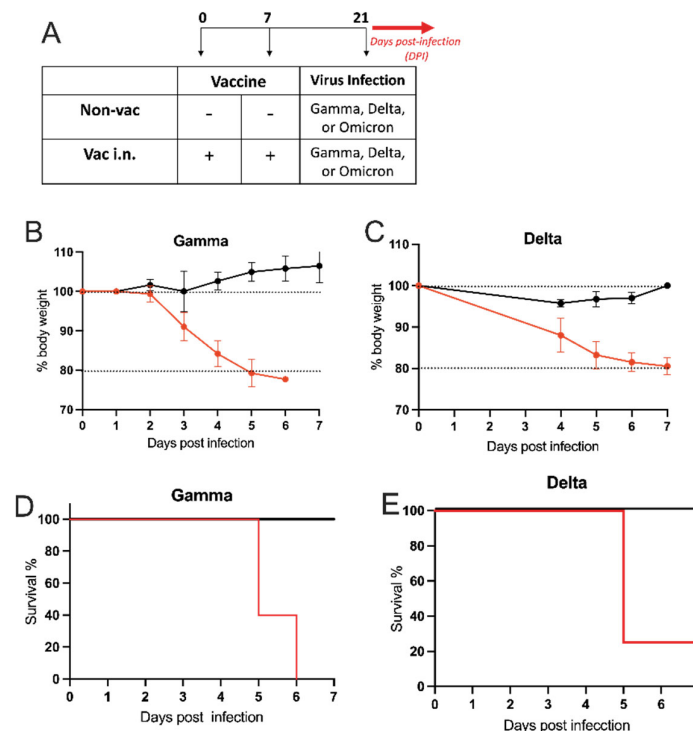 A
0 7 21
Days post-infection
(DPI)
Vaccine Virus Infection
Non-vac - - Gamma, Delta,
or Omicron
Vac i.n. + + Gamma, Delta,
or Omicron
B
Gamma
% body weight
110
100
90
80
70
0 1 2 3 4 5 6 7
Days post infection
C
Delta
% body weight
110
100
90
80
70
0 1 2 3 4 5 6 7
Days post infection
D
Gamma
Survival %
100
80
60
40
20
0
0 1 2 3 4 5 6 7
Days post infection
E
Delta
Survival %
100
80
60
40
20
0
0 1 2 3 4 5 6
Days post infecction